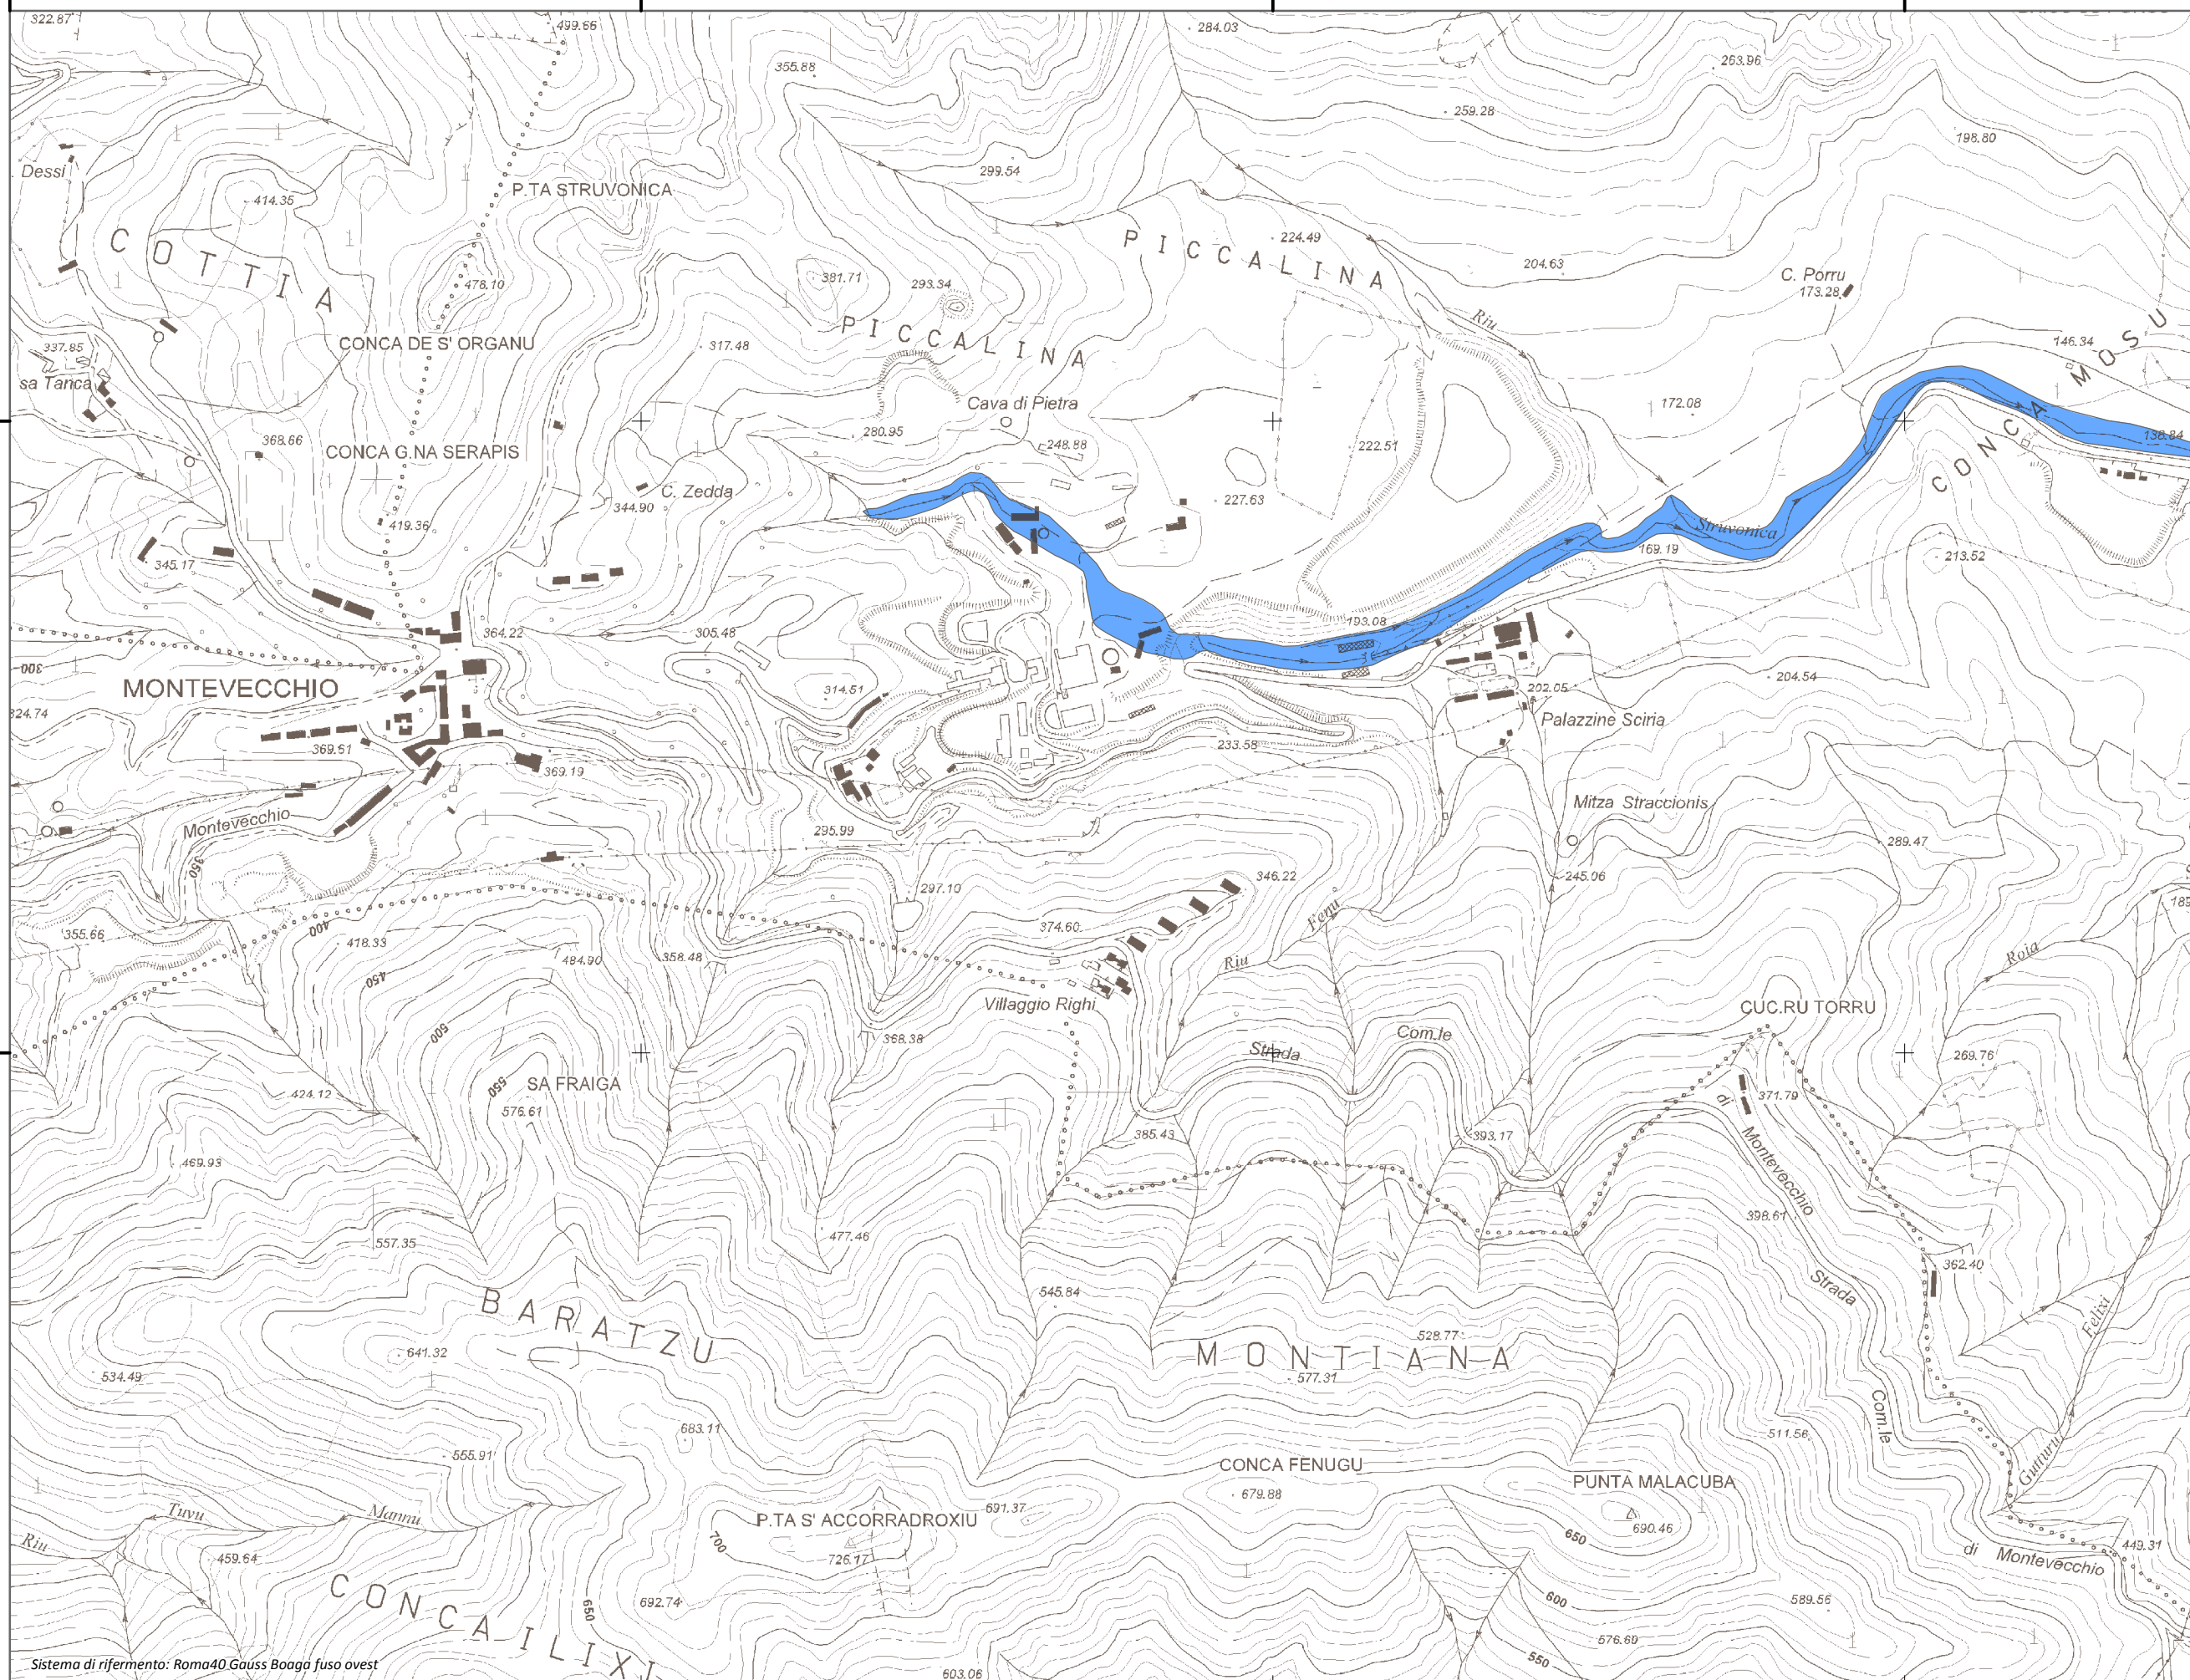 322.87
499.66
284.03
355.88
263.96
259.28
198.80
299.54
Dessi
P.TA STRUVONICA
414.35
COTTIA
PICCALINA
224.49
204.63
C. Porru
173.28
478.10
381.71
293.34
PICCALINA
Riu
337.85
CONCA DE S' ORGANU
317.48
146.34
CONCA MOSU
sa Tanca
Cava di Pietra
172.08
368.66
280.95
248.88
222.51
138.84
CONCA G.NA SERAPIS
C. Zedda
344.90
227.63
419.36
Struvonica
169.19
213.52
345.17
364.22
305.48
193.08
300
MONTEVECCHIO
314.51
202.05
204.54
324.74
Palazzine Sciria
369.61
233.58
369.19
Mitza Straccionis
Montevecchio
295.99
289.47
350
346.22
245.06
297.10
189
400
355.66
418.33
374.60
Riu Fenu
484.90
358.48
450
Roia
Villaggio Righi
CUC.RU TORRU
500
368.38
Com.le
Strada
269.76
550
SA FRAIGA
576.61
424.12
371.79
di
Montevecchio
385.43
393.17
469.93
398.61
477.46
557.35
362.40
Strada
BARATZU
545.84
Felixi
528.77
MONTIANA
641.32
534.49
577.31
Com.le
683.11
511.56
555.91
CONCA FENUGU
Gutturu
PUNTA MALACUBA
679.88
691.37
P.TA S' ACCORRADROXIU
Riu Tuvu Mannu
690.46
650
700
726.17
459.64
449.31
di Montevecchio
CONCA ILIXI
650
692.74
600
589.56
576.60
550
603.06
Sistema di rifermento: Roma40 Gauss Boaga fuso ovest